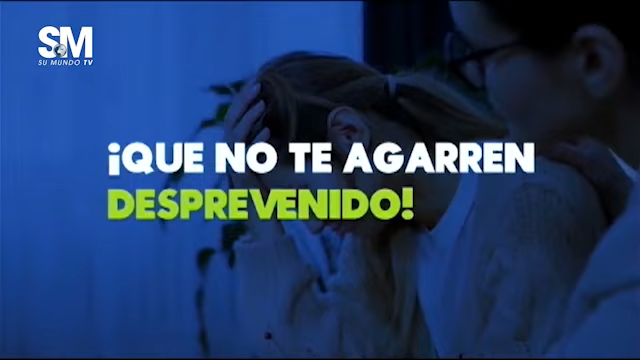 SM
SU MUNDO TV
¡QUE NO TE AGARREN
DESPREVENIDO!